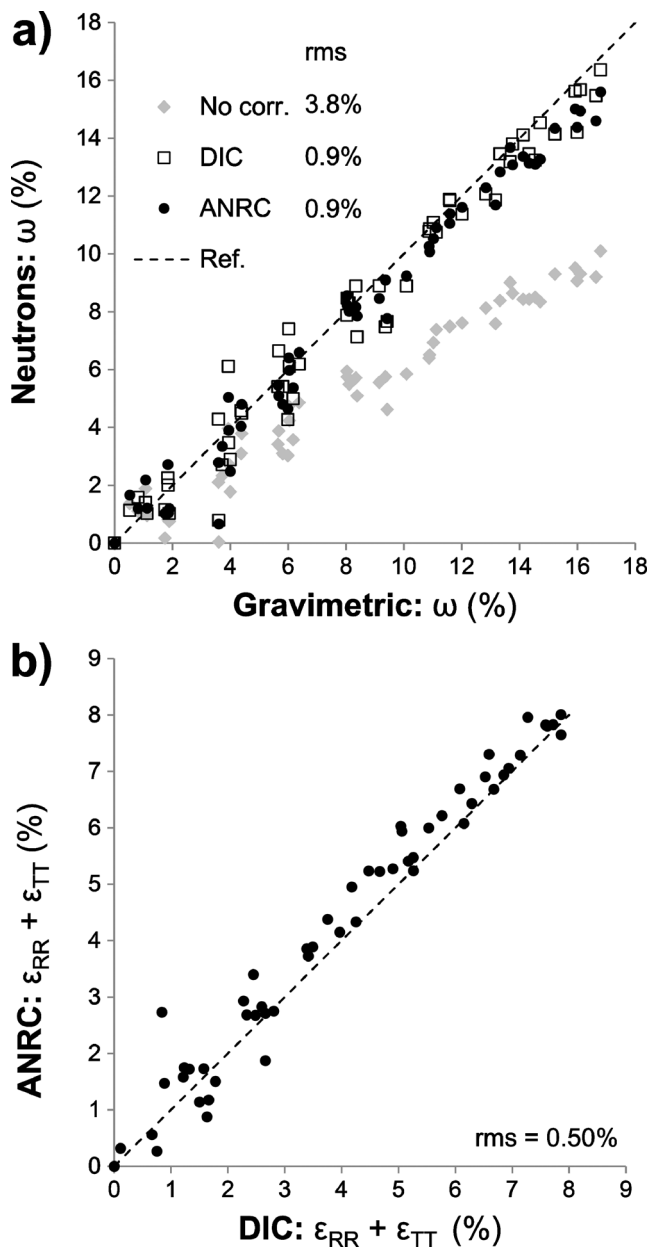 a)
18
16
14
12
10
8
6
4
2
0
Neutrons: ω (%)
rms
No corr. 3.8%
DIC 0.9%
ANRC 0.9%
Ref.
0 2 4 6 8 10 12 14 16 18
Gravimetric: ω (%)
b)
9
8
7
6
5
4
3
2
1
0
ANRC: εRR + εTT (%)
rms = 0.50%
0 1 2 3 4 5 6 7 8 9
DIC: εRR + εTT (%)